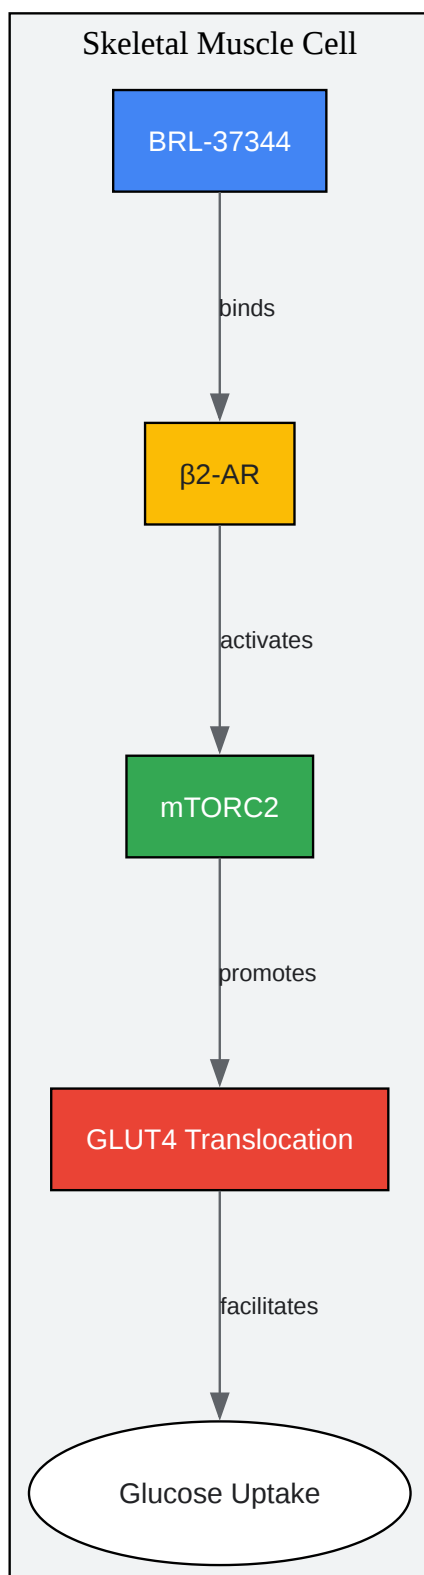 Skeletal Muscle Cell
BRL-37344
binds
β2-AR
activates
mTORC2
promotes
GLUT4 Translocation
facilitates
Glucose Uptake